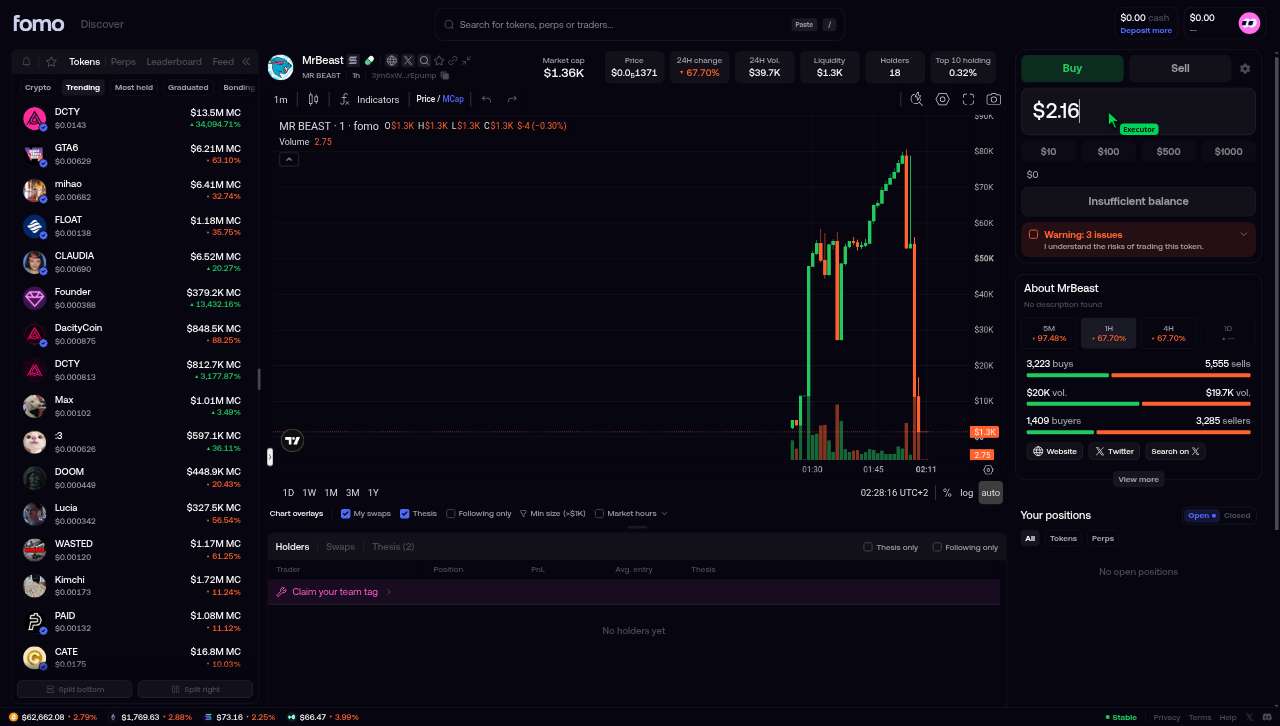 fomo
Discover
Search for tokens, perps or traders...
Paste
/
$0.00 cash
Deposit more
$0.00
—
Tokens
Perps
Leaderboard
Feed
Crypto
Trending
Most held
Graduated
Bonding
DCTY
$0.0143
$13.5M MC
34,094.71%
GTA6
$0.00629
$6.21M MC
63.10%
mihao
$0.00682
$6.41M MC
32.74%
FLOAT
$0.00138
$1.18M MC
35.75%
CLAUDIA
$0.00690
$6.52M MC
20.27%
Founder
$0.000388
$379.2K MC
13,432.16%
DacityCoin
$0.000875
$848.5K MC
88.25%
DCTY
$0.000813
$812.7K MC
3,177.87%
Max
$0.00102
$1.01M MC
3.49%
:3
$0.000626
$597.1K MC
36.11%
DOOM
$0.000449
$448.9K MC
20.43%
Lucia
$0.000342
$327.5K MC
56.54%
WASTED
$0.00120
$1.17M MC
61.25%
Kimchi
$0.00173
$1.72M MC
11.24%
PAID
$0.00132
$1.08M MC
11.12%
CATE
$0.0175
$16.8M MC
10.03%
Split bottom
Split right
MrBeast
MR BEAST
1h
3jm6xW...rEpump
Market cap
$1.36K
Price
$0.0₅1371
24H change
67.70%
24H Vol.
$39.7K
Liquidity
$1.3K
Holders
18
Top 10 holding
0.32%
1m
Indicators
Price / MCap
MR BEAST · 1 · fomo O$1.3K H$1.3K L$1.3K C$1.3K $-4 (−0.30%)
Volume 2.75
$90K
$80K
$70K
$60K
$50K
$40K
$30K
$20K
$10K
$1.3K
2.75
01:30
01:45
02:11
1D 1W 1M 3M 1Y
02:28:16 UTC+2
%
log
auto
Chart overlays
My swaps
Thesis
Following only
Min size (>$1K)
Market hours
Holders
Swaps
Thesis (2)
Thesis only
Following only
Trader
Position
PnL
Avg. entry
Thesis
Claim your team tag
No holders yet
Buy
Sell
$2.16
Executor
$10
$100
$500
$1000
$0
Insufficient balance
Warning: 3 issues
I understand the risks of trading this token.
About MrBeast
No description found
5M
97.48%
1H
67.70%
4H
67.70%
1D
—
3,223 buys
5,555 sells
$20K vol.
$19.7K vol.
1,409 buyers
3,285 sellers
Website
Twitter
Search on X
View more
Your positions
Open
Closed
All
Tokens
Perps
No open positions
$62,662.08 2.79%
$1,769.63 2.88%
$73.16 2.25%
$66.47 3.99%
Stable
Privacy
Terms
Help